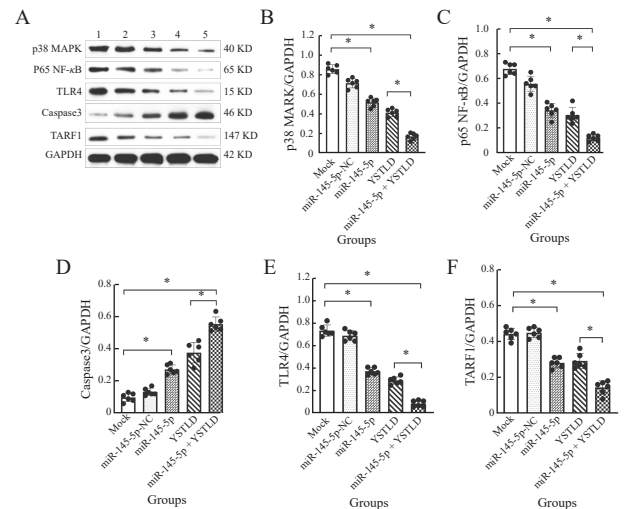 A
1 2 3 4 5
p38 MAPK 40 KD
P65 NF-κB 65 KD
TLR4 15 KD
Caspase3 46 KD
TARF1 147 KD
GAPDH 42 KD
B
p38 MARK/GAPDH
1.2
1.0
0.8
0.6
0.4
0.2
0
*
*
*
Mock
miR-145-5p-NC
miR-145-5p
YSTLD
miR-145-5p + YSTLD
Groups
C
p65 NF-κB/GAPDH
1.0
0.8
0.6
0.4
0.2
0
*
*
*
Mock
miR-145-5p-NC
miR-145-5p
YSTLD
miR-145-5p + YSTLD
Groups
D
Caspase3/GAPDH
0.8
0.6
0.4
0.2
0
*
*
*
Mock
miR-145-5p-NC
miR-145-5p
YSTLD
miR-145-5p + YSTLD
Groups
E
TLR4/GAPDH
1.2
1.0
0.8
0.6
0.4
0.2
0
*
*
*
Mock
miR-145-5p-NC
miR-145-5p
YSTLD
miR-145-5p + YSTLD
Groups
F
TARF1/GAPDH
0.8
0.6
0.4
0.2
0
*
*
*
Mock
miR-145-5p-NC
miR-145-5p
YSTLD
miR-145-5p + YSTLD
Groups